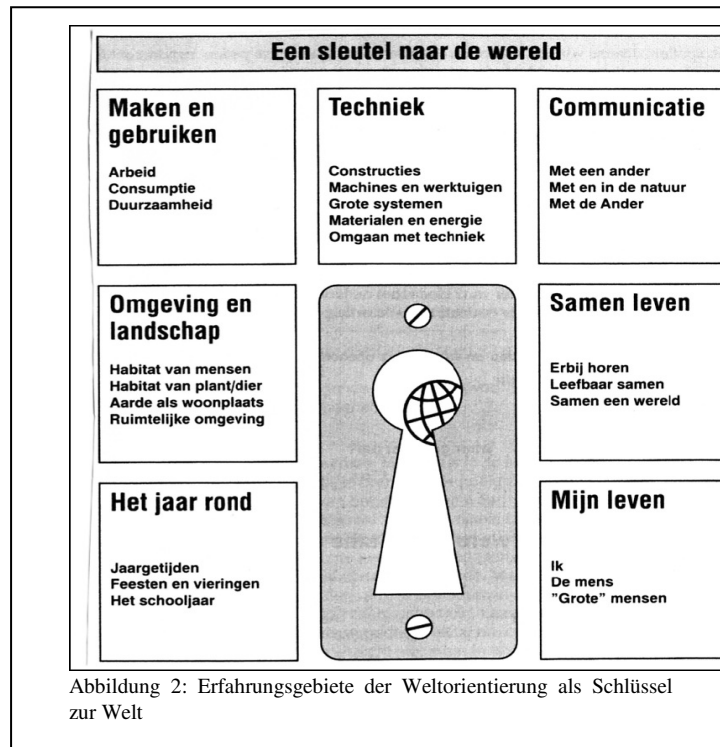 Een sleutel naar de wereld
Maken en
gebruiken
Arbeid
Consumptie
Duurzaamheid
Techniek
Constructies
Machines en werktuigen
Grote systemen
Materialen en energie
Omgaan met techniek
Communicatie
Met een ander
Met en in de natuur
Met de Ander
Omgeving en
landschap
Habitat van mensen
Habitat van plant/dier
Aarde als woonplaats
Ruimtelijke omgeving
Samen leven
Erbij horen
Leefbaar samen
Samen een wereld
Het jaar rond
Jaargetijden
Feesten en vieringen
Het schooljaar
Mijn leven
Ik
De mens
"Grote" mensen
Abbildung 2: Erfahrungsgebiete der Weltorientierung als Schlüssel
zur Welt